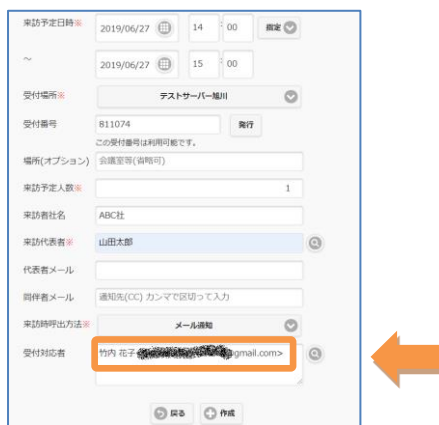 来訪予定日時※ 2019/06/27 14 : 00 指定
～ 2019/06/27 15 : 00
受付場所※ テストサーバー旭川
受付番号 811074 発行
この受付番号は利用可能です。
場所(オプション) 会議室等(省略可)
来訪予定人数※ 1
来訪者社名 ABC社
来訪代表者※ 山田太郎
代表者メール
同伴者メール 通知先(CC) カンマで区切って入力
来訪時呼出方法※ メール通知
受付対応者 竹内 花子 gmail.com>
戻る 作成